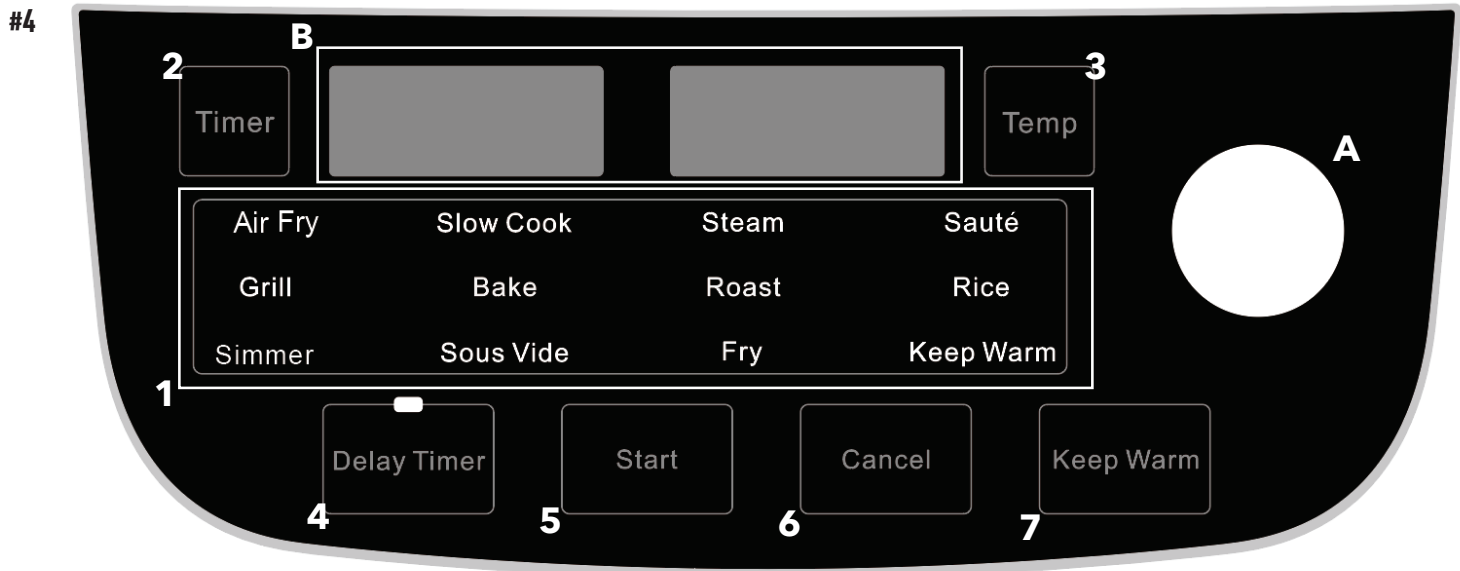 #4
B
2
3
Timer
Temp
A
Air Fry Slow Cook Steam Sauté
Grill Bake Roast Rice
Simmer Sous Vide Fry Keep Warm
1
Delay Timer Start Cancel Keep Warm
4 5 6 7